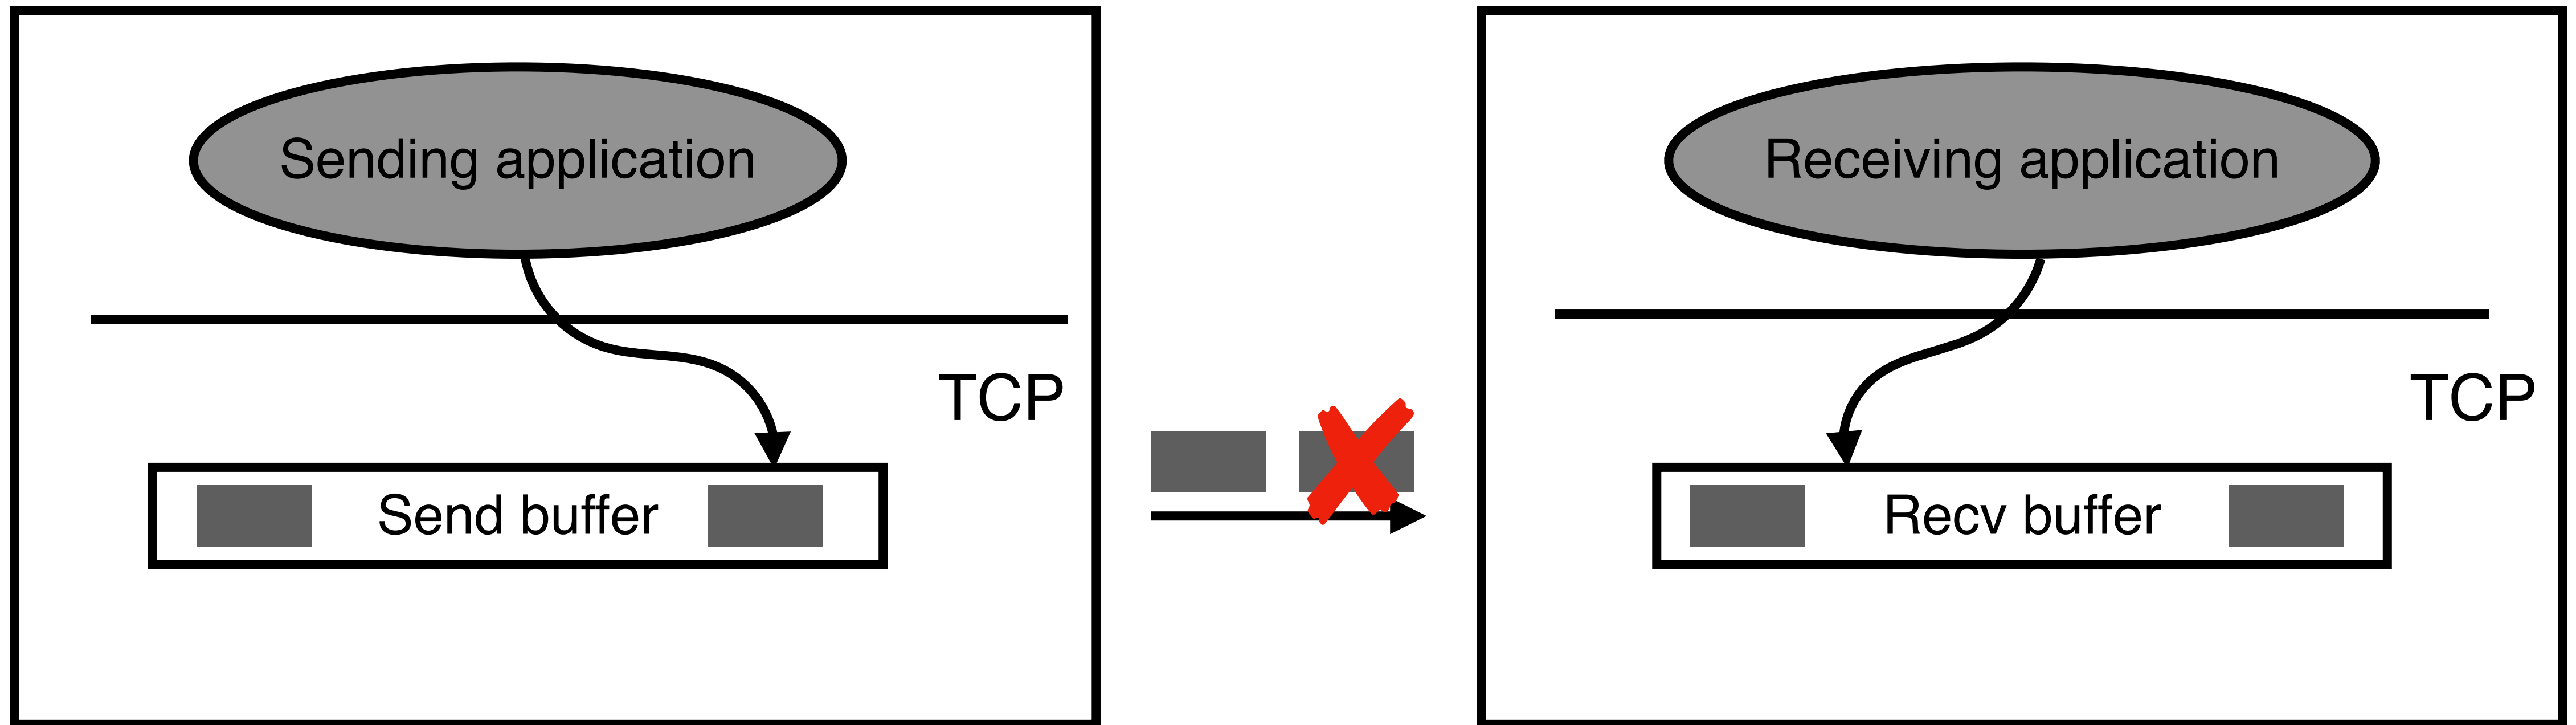 Sending application
TCP
Send buffer
Receiving application
TCP
Recv buffer